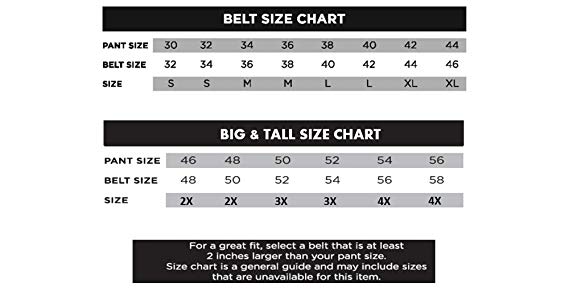 BELT SIZE CHART
PANT SIZE 30 32 34 36 38 40 42 44
BELT SIZE 32 34 36 38 40 42 44 46
SIZE S S M M L L XL XL
BIG & TALL SIZE CHART
PANT SIZE 46 48 50 52 54 56
BELT SIZE 48 50 52 54 56 58
SIZE 2X 2X 3X 3X 4X 4X
For a great fit, select a belt that is at least
2 inches larger than your pant size.
Size chart is a general guide and may include sizes
that are unavailable for this item.